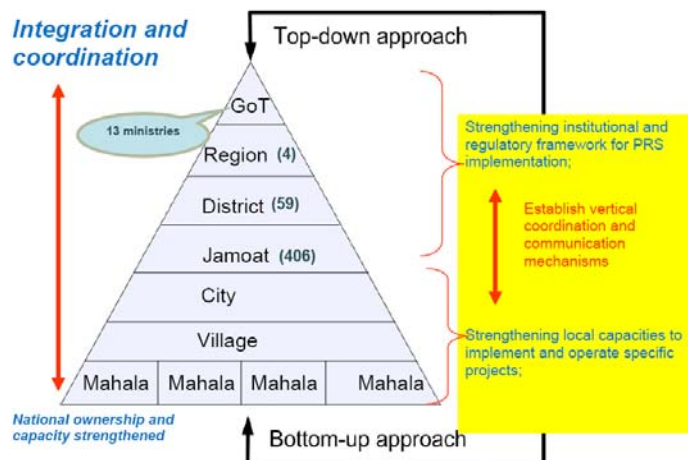 Integration and
coordination
Top-down approach
GoT
13 ministries
Region (4)
District (59)
Jamoat (406)
City
Village
Mahala Mahala Mahala Mahala
Strengthening institutional and
regulatory framework for PRS
implementation;
Establish vertical
coordination and
communication
mechanisms
Strengthening local capacities to
implement and operate specific
projects;
National ownership and
capacity strengthened
Bottom-up approach